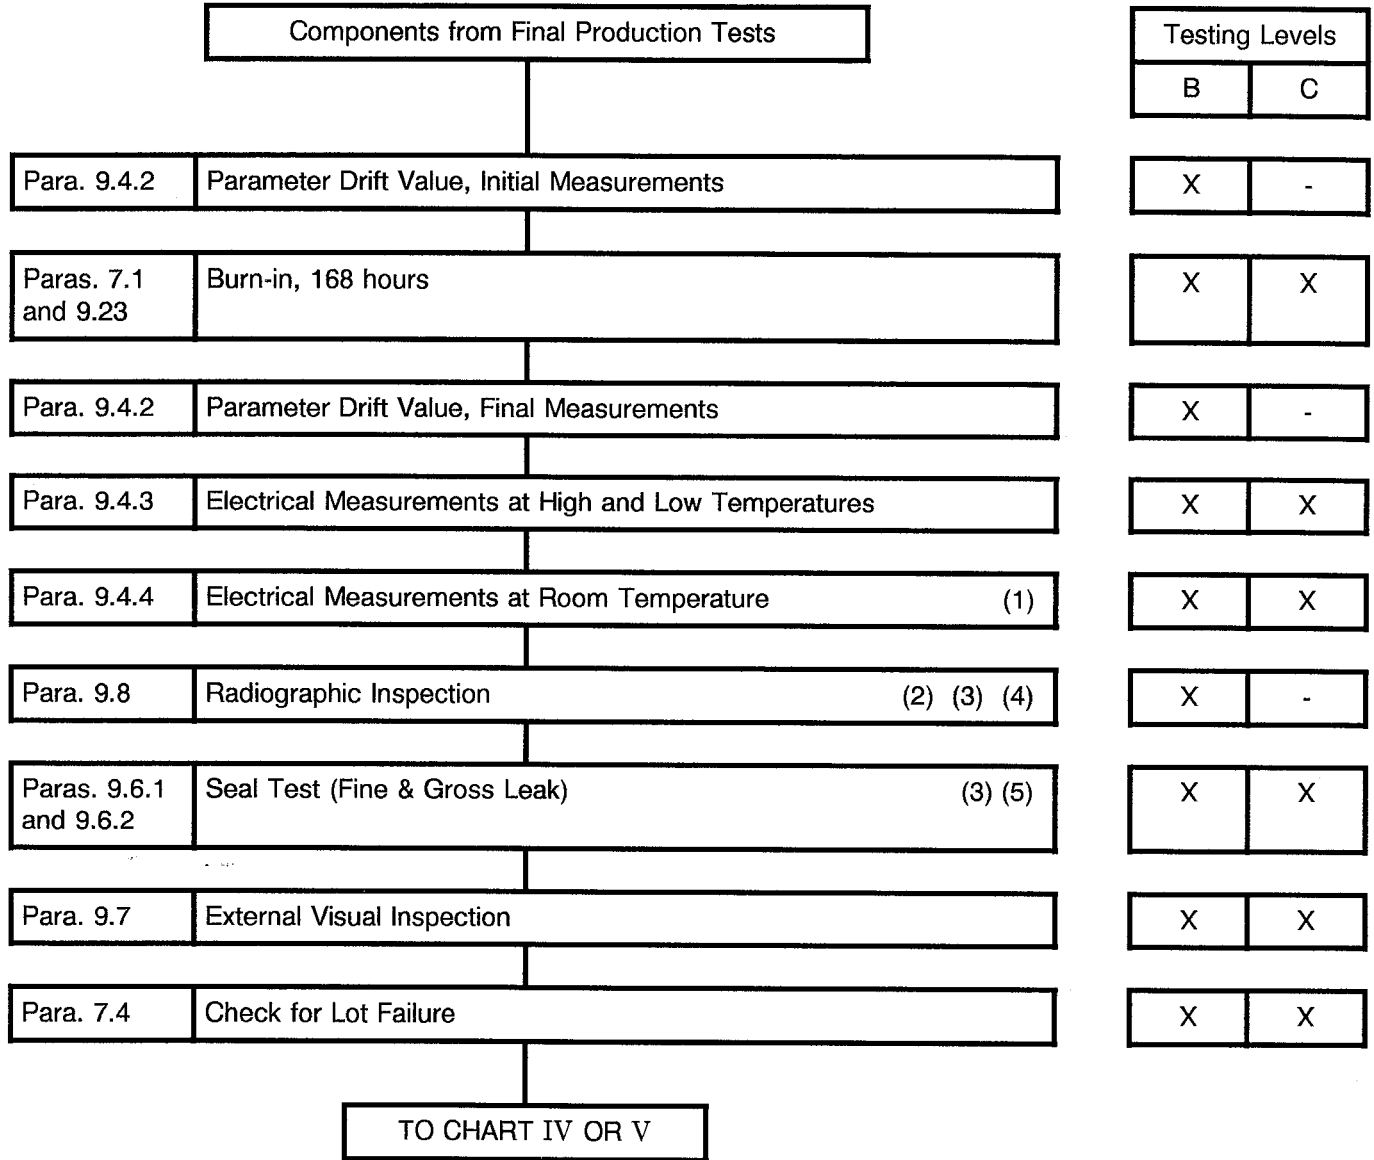 Components from Final Production Tests
Testing Levels
B C
Para. 9.4.2 Parameter Drift Value, Initial Measurements X -
Paras. 7.1 Burn-in, 168 hours X X
and 9.23
Para. 9.4.2 Parameter Drift Value, Final Measurements X -
Para. 9.4.3 Electrical Measurements at High and Low Temperatures X X
Para. 9.4.4 Electrical Measurements at Room Temperature (1) X X
Para. 9.8 Radiographic Inspection (2) (3) (4) X -
Paras. 9.6.1 Seal Test (Fine & Gross Leak) (3) (5) X X
and 9.6.2
Para. 9.7 External Visual Inspection X X
Para. 7.4 Check for Lot Failure X X
TO CHART IV OR V